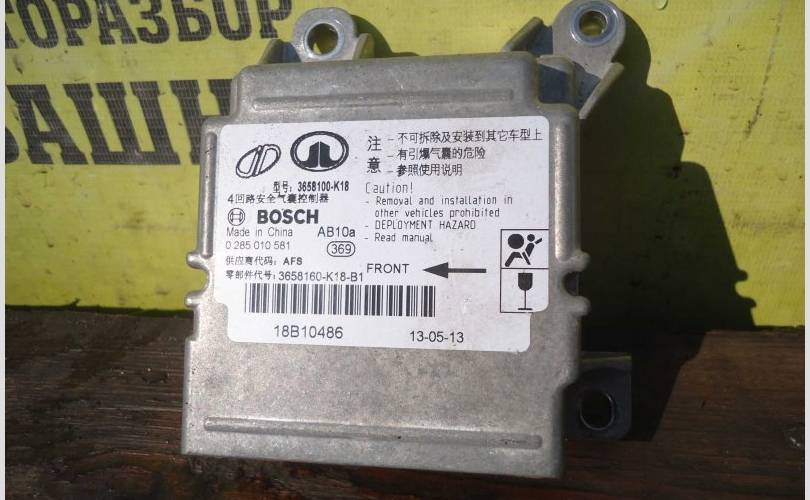 ТОРАЗБОР
ВАШН
型号: 3658100-K18
4回路安全气囊控制器
BOSCH
Made in China AB10a
0 285 010 581 369
供应商代码: AFS
零部件代号: 3658160-K18-B1
注意
- 不可拆除及安装到其它车型上
- 有引爆气囊的危险
- 参照使用说明
Caution!
- Removal and installation in
other vehicles prohibited
- DEPLOYMENT HAZARD
- Read manual
FRONT
18B10486 13-05-13